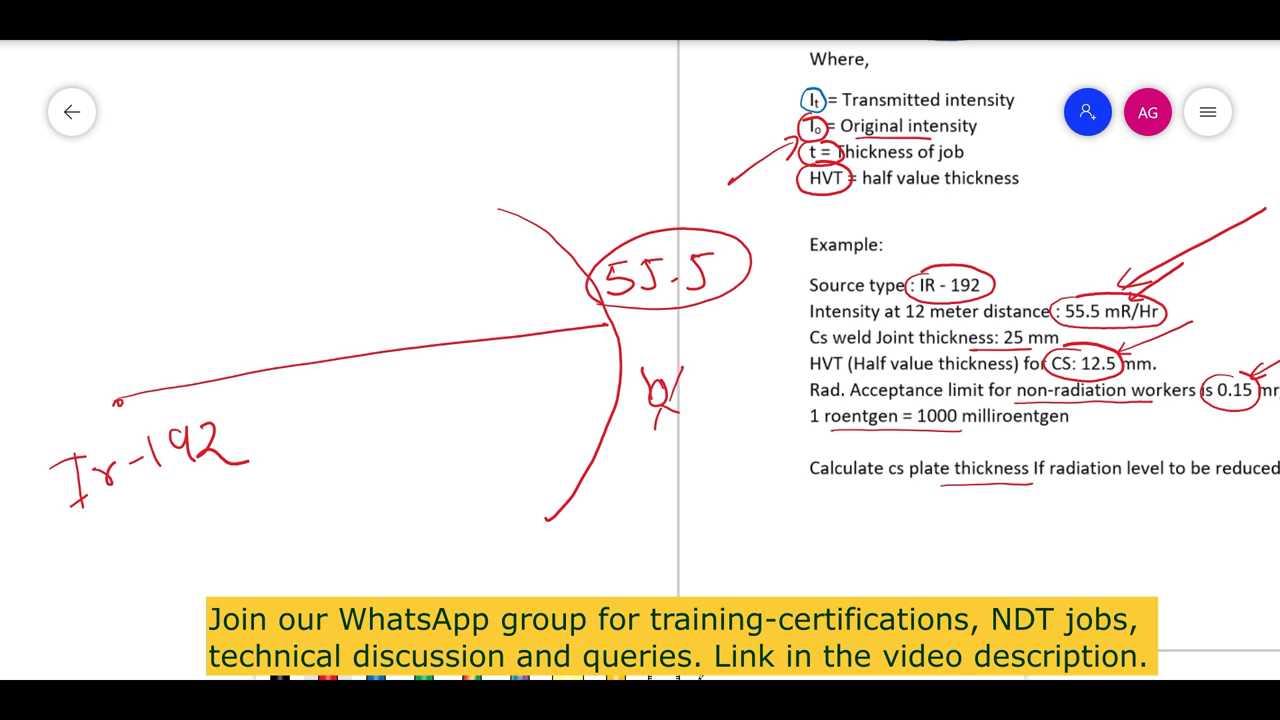 Where,
It = Transmitted intensity
Io = Original intensity
t = Thickness of job
HVT = half value thickness
AG
Example:
Source type : IR - 192
Intensity at 12 meter distance : 55.5 mR/Hr
Cs weld Joint thickness: 25 mm
HVT (Half value thickness) for CS: 12.5 mm.
Rad. Acceptance limit for non-radiation workers is 0.15
1 roentgen = 1000 milliroentgen
Calculate cs plate thickness If radiation level to be reduced
55.5
Ir-192
Join our WhatsApp group for training-certifications, NDT jobs,
technical discussion and queries. Link in the video description.